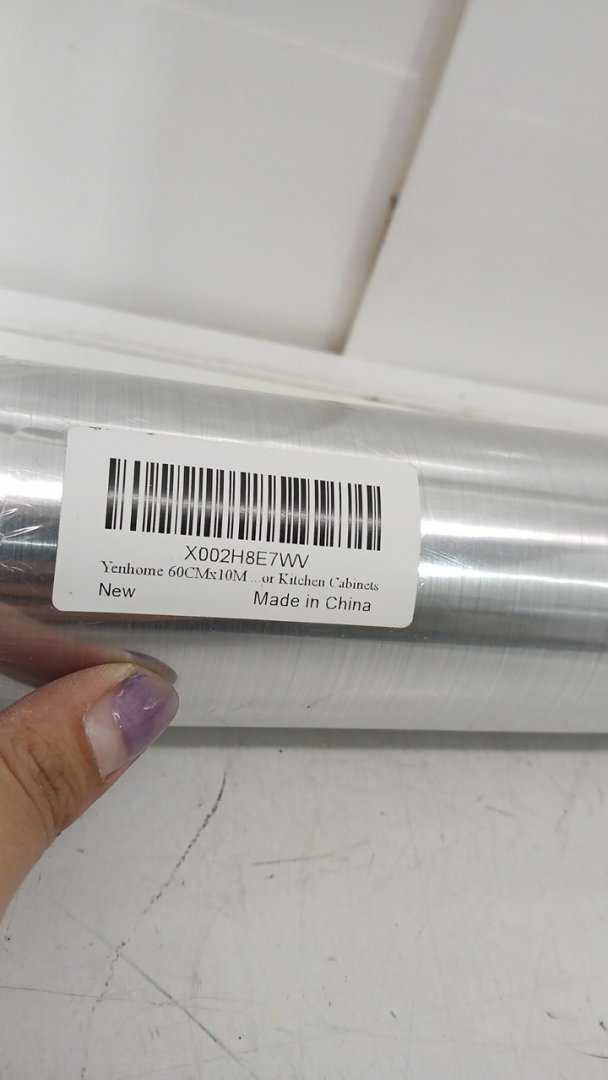 X002H8E7WV
Yenhome 60CMx10M ...or Kitchen Cabinets
New
Made in China